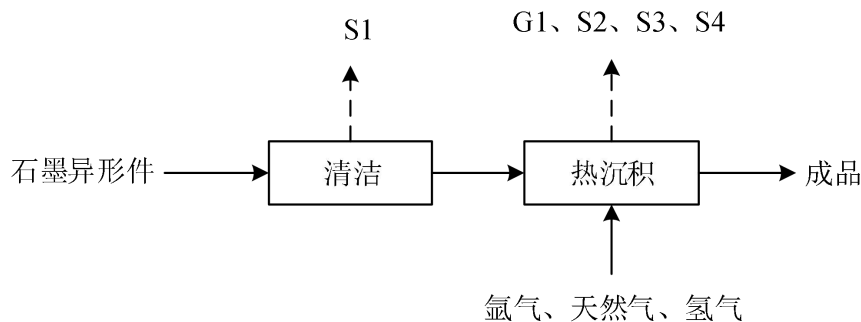 S1
G1、S2、S3、S4
石墨异形件
清洁
热沉积
成品
氩气、天然气、氢气